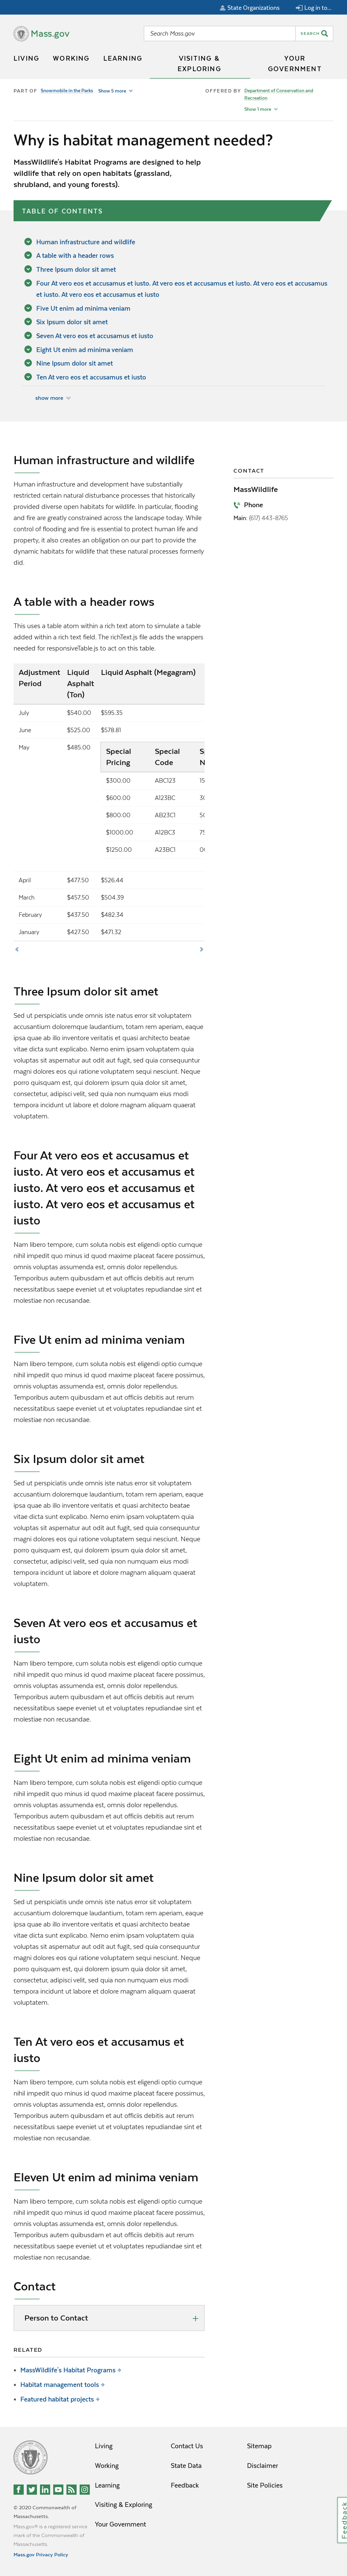 State Organizations
Log in to...
Mass.gov
Search Mass.gov
SEARCH
LIVING
WORKING
LEARNING
VISITING &
EXPLORING
YOUR
GOVERNMENT
PART OF Snowmobile in the Parks Show 5 more
OFFERED BY Department of Conservation and
Recreation
Show 1 more
Why is habitat management needed?
MassWildlife's Habitat Programs are designed to help
wildlife that rely on open habitats (grassland,
shrubland, and young forests).
TABLE OF CONTENTS
Human infrastructure and wildlife
A table with a header rows
Three Ipsum dolor sit amet
Four At vero eos et accusamus et iusto. At vero eos et accusamus et iusto. At vero eos et accusamus
et iusto. At vero eos et accusamus et iusto
Five Ut enim ad minima veniam
Six Ipsum dolor sit amet
Seven At vero eos et accusamus et iusto
Eight Ut enim ad minima veniam
Nine Ipsum dolor sit amet
Ten At vero eos et accusamus et iusto
show more
Human infrastructure and wildlife
Human infrastructure and development have substantially
restricted certain natural disturbance processes that historically
provided diverse open habitats for wildlife. In particular, flooding
and fire are greatly constrained across the landscape today. While
control of flooding and fire is essential to protect human life and
property, it also creates an obligation on our part to provide the
dynamic habitats for wildlife that these natural processes formerly
did.
CONTACT
MassWildlife
Phone
Main: (617) 443-8765
A table with a header rows
This uses a table atom within a rich text atom to simulate a table
added within a rich text field. The richText.js file adds the wrappers
needed for responsiveTable.js to act on the table.
Adjustment
Period
Liquid
Asphalt
(Ton)
Liquid Asphalt (Megagram)
July $540.00 $595.35
June $525.00 $578.81
May $485.00
Special
Pricing
Special
Code
$300.00 ABC123
$600.00 A123BC
$800.00 AB23C1
$1000.00 A12BC3
$1250.00 A23BC1
April $477.50 $526.44
March $457.50 $504.39
February $437.50 $482.34
January $427.50 $471.32
Three Ipsum dolor sit amet
Sed ut perspiciatis unde omnis iste natus error sit voluptatem
accusantium doloremque laudantium, totam rem aperiam, eaque
ipsa quae ab illo inventore veritatis et quasi architecto beatae
vitae dicta sunt explicabo. Nemo enim ipsam voluptatem quia
voluptas sit aspernatur aut odit aut fugit, sed quia consequuntur
magni dolores eos qui ratione voluptatem sequi nesciunt. Neque
porro quisquam est, qui dolorem ipsum quia dolor sit amet,
consectetur, adipisci velit, sed quia non numquam eius modi
tempora incidunt ut labore et dolore magnam aliquam quaerat
voluptatem.
Four At vero eos et accusamus et
iusto. At vero eos et accusamus et
iusto. At vero eos et accusamus et
iusto. At vero eos et accusamus et
iusto
Nam libero tempore, cum soluta nobis est eligendi optio cumque
nihil impedit quo minus id quod maxime placeat facere possimus,
omnis voluptas assumenda est, omnis dolor repellendus.
Temporibus autem quibusdam et aut officiis debitis aut rerum
necessitatibus saepe eveniet ut et voluptates repudiandae sint et
molestiae non recusandae.
Five Ut enim ad minima veniam
Nam libero tempore, cum soluta nobis est eligendi optio cumque
nihil impedit quo minus id quod maxime placeat facere possimus,
omnis voluptas assumenda est, omnis dolor repellendus.
Temporibus autem quibusdam et aut officiis debitis aut rerum
necessitatibus saepe eveniet ut et voluptates repudiandae sint et
molestiae non recusandae.
Six Ipsum dolor sit amet
Sed ut perspiciatis unde omnis iste natus error sit voluptatem
accusantium doloremque laudantium, totam rem aperiam, eaque
ipsa quae ab illo inventore veritatis et quasi architecto beatae
vitae dicta sunt explicabo. Nemo enim ipsam voluptatem quia
voluptas sit aspernatur aut odit aut fugit, sed quia consequuntur
magni dolores eos qui ratione voluptatem sequi nesciunt. Neque
porro quisquam est, qui dolorem ipsum quia dolor sit amet,
consectetur, adipisci velit, sed quia non numquam eius modi
tempora incidunt ut labore et dolore magnam aliquam quaerat
voluptatem.
Seven At vero eos et accusamus et
iusto
Nam libero tempore, cum soluta nobis est eligendi optio cumque
nihil impedit quo minus id quod maxime placeat facere possimus,
omnis voluptas assumenda est, omnis dolor repellendus.
Temporibus autem quibusdam et aut officiis debitis aut rerum
necessitatibus saepe eveniet ut et voluptates repudiandae sint et
molestiae non recusandae.
Eight Ut enim ad minima veniam
Nam libero tempore, cum soluta nobis est eligendi optio cumque
nihil impedit quo minus id quod maxime placeat facere possimus,
omnis voluptas assumenda est, omnis dolor repellendus.
Temporibus autem quibusdam et aut officiis debitis aut rerum
necessitatibus saepe eveniet ut et voluptates repudiandae sint et
molestiae non recusandae.
Nine Ipsum dolor sit amet
Sed ut perspiciatis unde omnis iste natus error sit voluptatem
accusantium doloremque laudantium, totam rem aperiam, eaque
ipsa quae ab illo inventore veritatis et quasi architecto beatae
vitae dicta sunt explicabo. Nemo enim ipsam voluptatem quia
voluptas sit aspernatur aut odit aut fugit, sed quia consequuntur
magni dolores eos qui ratione voluptatem sequi nesciunt. Neque
porro quisquam est, qui dolorem ipsum quia dolor sit amet,
consectetur, adipisci velit, sed quia non numquam eius modi
tempora incidunt ut labore et dolore magnam aliquam quaerat
voluptatem.
Ten At vero eos et accusamus et
iusto
Nam libero tempore, cum soluta nobis est eligendi optio cumque
nihil impedit quo minus id quod maxime placeat facere possimus,
omnis voluptas assumenda est, omnis dolor repellendus.
Temporibus autem quibusdam et aut officiis debitis aut rerum
necessitatibus saepe eveniet ut et voluptates repudiandae sint et
molestiae non recusandae.
Eleven Ut enim ad minima veniam
Nam libero tempore, cum soluta nobis est eligendi optio cumque
nihil impedit quo minus id quod maxime placeat facere possimus,
omnis voluptas assumenda est, omnis dolor repellendus.
Temporibus autem quibusdam et aut officiis debitis aut rerum
necessitatibus saepe eveniet ut et voluptates repudiandae sint et
molestiae non recusandae.
Contact
Person to Contact
RELATED
MassWildlife's Habitat Programs
Habitat management tools
Featured habitat projects
Living
Working
Learning
Visiting & Exploring
Your Government
Contact Us
State Data
Feedback
Sitemap
Disclaimer
Site Policies
© 2020 Commonwealth of
Massachusetts.
Mass.gov® is a registered service
mark of the Commonwealth of
Massachusetts.
Mass.gov Privacy Policy
Feedback